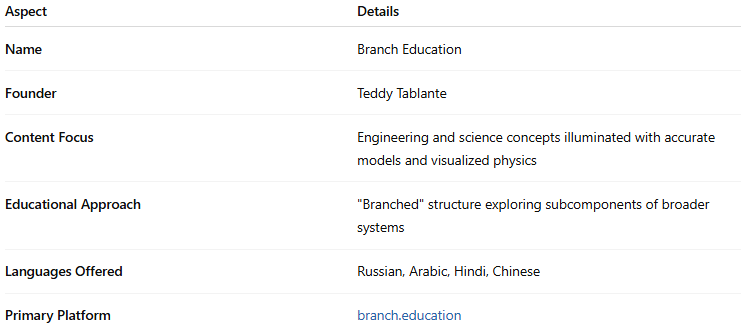 Aspect Details
Name Branch Education
Founder Teddy Tablante
Content Focus Engineering and science concepts illuminated with accurate
models and visualized physics
Educational Approach "Branched" structure exploring subcomponents of broader
systems
Languages Offered Russian, Arabic, Hindi, Chinese
Primary Platform branch.education